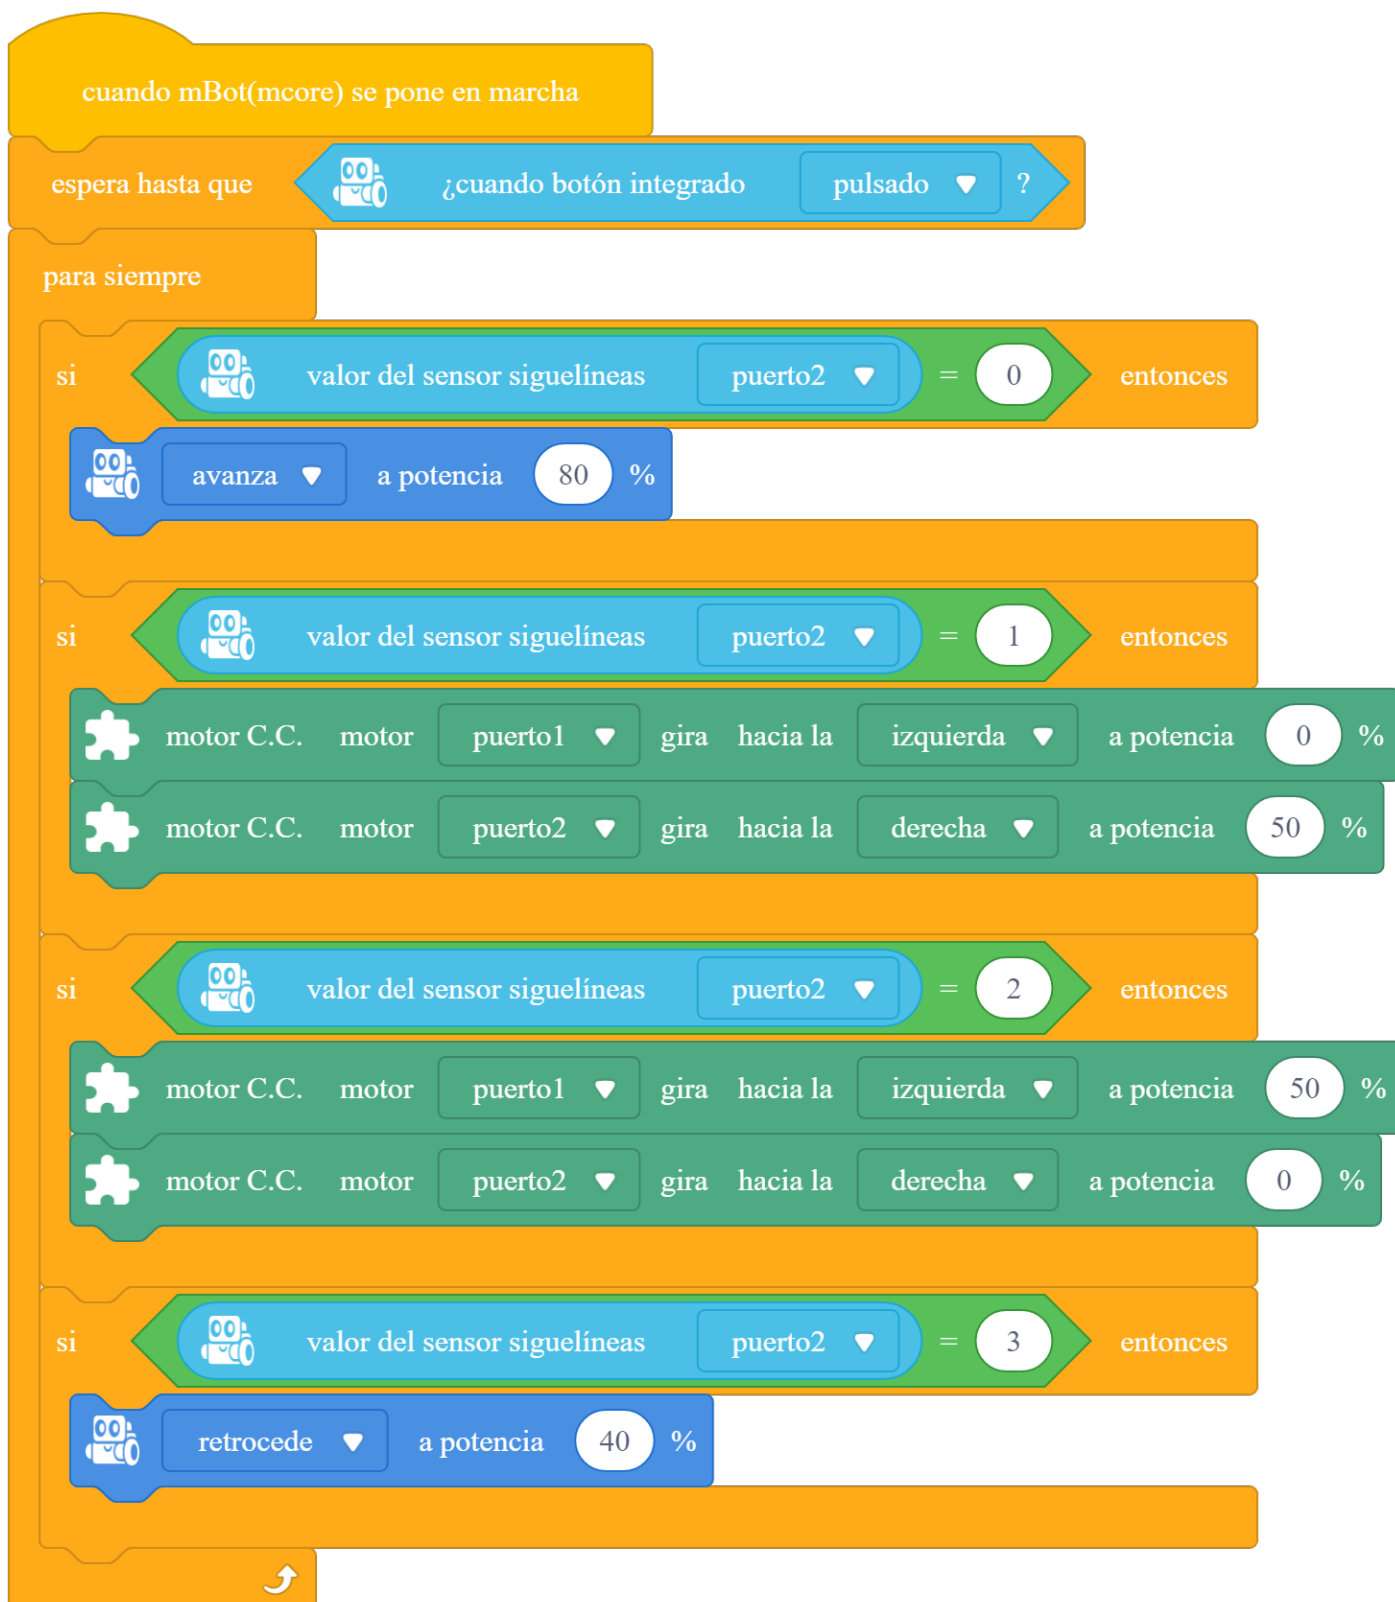 cuando mBot(mcore) se pone en marcha
espera hasta que ¿cuando botón integrado pulsado ?
para siempre
si valor del sensor siguelíneas puerto2 = 0 entonces
avanza a potencia 80 %
si valor del sensor siguelíneas puerto2 = 1 entonces
motor C.C. motor puerto1 gira hacia la izquierda a potencia 0 %
motor C.C. motor puerto2 gira hacia la derecha a potencia 50 %
si valor del sensor siguelíneas puerto2 = 2 entonces
motor C.C. motor puerto1 gira hacia la izquierda a potencia 50 %
motor C.C. motor puerto2 gira hacia la derecha a potencia 0 %
si valor del sensor siguelíneas puerto2 = 3 entonces
retrocede a potencia 40 %